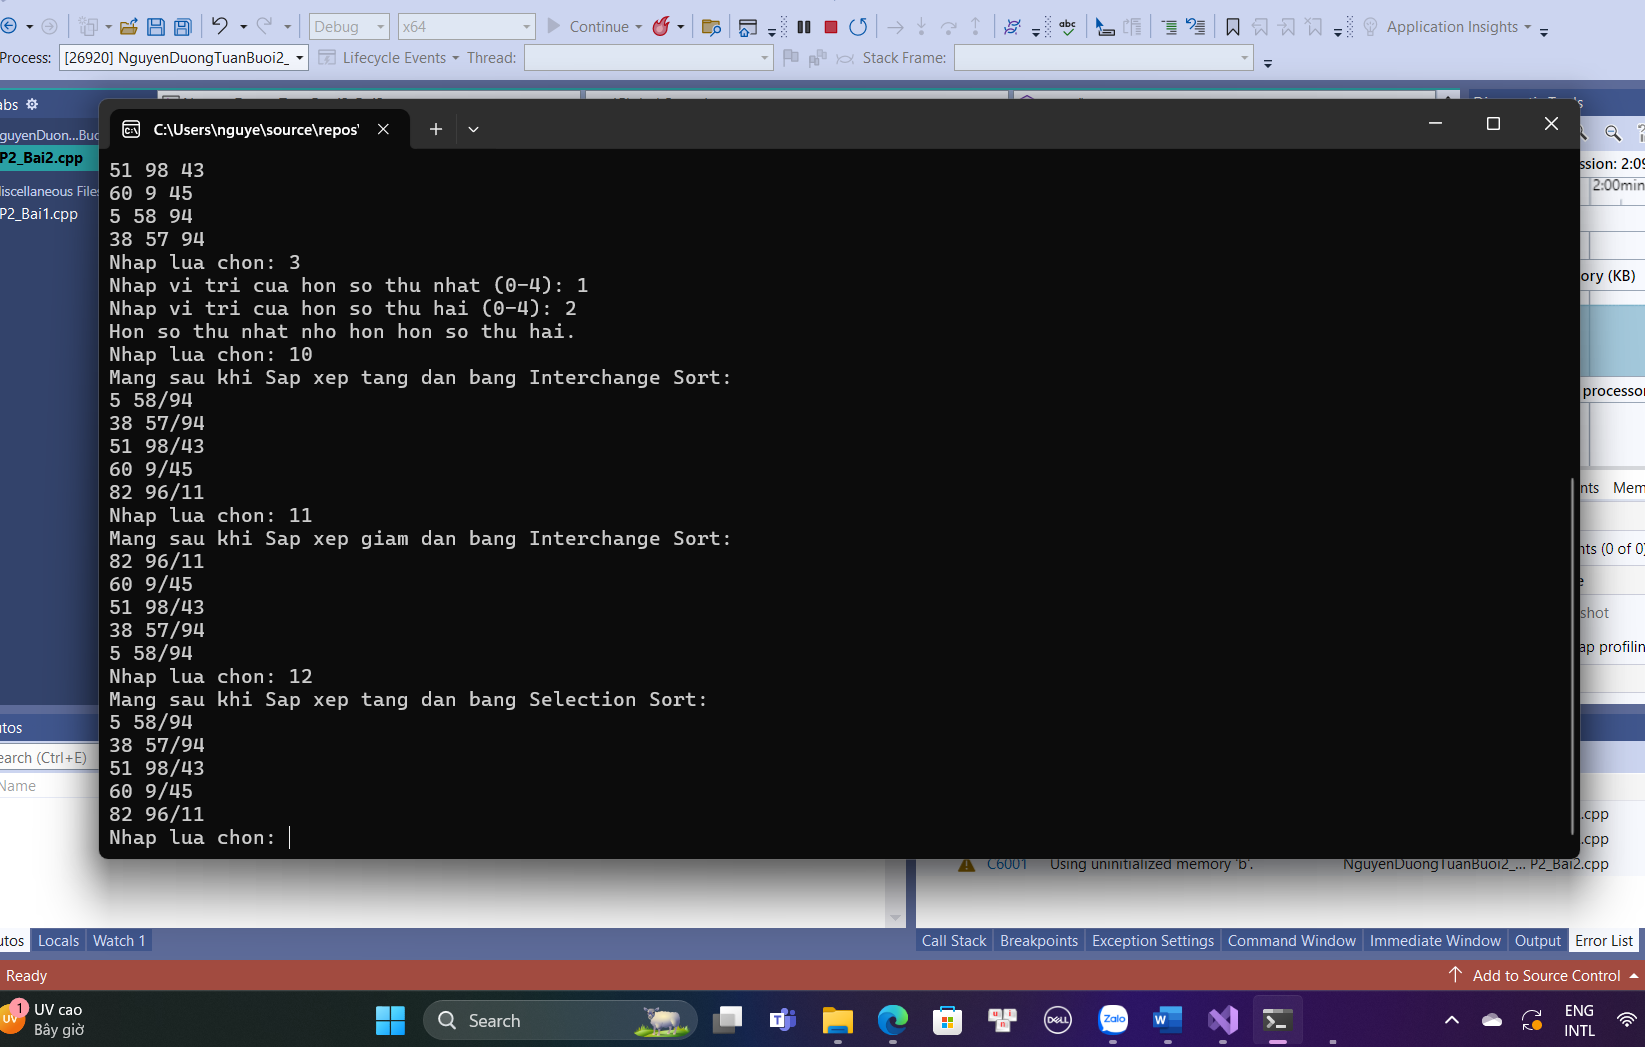 Debug
x64
Continue
abc
Application Insights
Process:
[26920] NguyenDuongTuanBuoi2_
Lifecycle Events
Thread:
Stack Frame:
C:\Users\nguye\source\repos'
P2_Bai2.cpp
P2_Bai1.cpp
51 98 43
60 9 45
5 58 94
38 57 94
Nhap lua chon: 3
Nhap vi tri cua hon so thu nhat (0-4): 1
Nhap vi tri cua hon so thu hai (0-4): 2
Hon so thu nhat nho hon hon so thu hai.
Nhap lua chon: 10
Mang sau khi Sap xep tang dan bang Interchange Sort:
5 58/94
38 57/94
51 98/43
60 9/45
82 96/11
Nhap lua chon: 11
Mang sau khi Sap xep giam dan bang Interchange Sort:
82 96/11
60 9/45
51 98/43
38 57/94
5 58/94
Nhap lua chon: 12
Mang sau khi Sap xep tang dan bang Selection Sort:
5 58/94
38 57/94
51 98/43
60 9/45
82 96/11
Nhap lua chon:
ssion: 2:09
2:00min
ory (KB)
processor
nts Mem
nts (0 of 0)
shot
ap profilin
utos
earch (Ctrl+E)
Name
.cpp
.cpp
C6001 Using uninitialized memory 'b'. NguyenDuongTuanBuoi2_... P2_Bai2.cpp
utos Locals Watch 1
Call Stack Breakpoints Exception Settings Command Window Immediate Window Output Error List
Ready
Add to Source Control
1
UV cao
Bây giờ
Search
DELL
Zalo
ENG
INTL